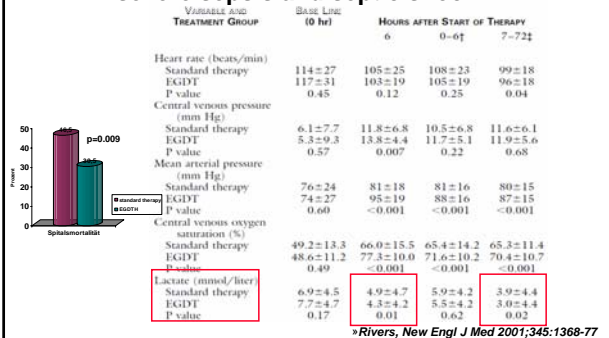 VARIABLE AND TREATMENT GROUP BASE LINE (0 hr) HOURS AFTER START OF THERAPY
6 0–6† 7–72‡
Heart rate (beats/min)
Standard therapy 114±27 105±25 108±23 99±18
EGDT 117±31 103±19 105±19 96±18
P value 0.45 0.12 0.25 0.04
Central venous pressure
(mm Hg)
Standard therapy 6.1±7.7 11.8±6.8 10.5±6.8 11.6±6.1
EGDT 5.3±9.3 13.8±4.4 11.7±5.1 11.9±5.6
P value 0.57 0.007 0.22 0.68
Mean arterial pressure
(mm Hg)
Standard therapy 76±24 81±18 81±16 80±15
EGDT 74±27 95±19 88±16 87±15
P value 0.60 <0.001 <0.001 <0.001
Central venous oxygen
saturation (%)
Standard therapy 49.2±13.3 66.0±15.5 65.4±14.2 65.3±11.4
EGDT 48.6±11.2 77.3±10.0 71.6±10.2 70.4±10.7
P value 0.49 <0.001 <0.001 <0.001
Lactate (mmol/liter)
Standard therapy 6.9±4.5 4.9±4.7 5.9±4.2 3.9±4.4
EGDT 7.7±4.7 4.3±4.2 5.5±4.2 3.0±4.4
P value 0.17 0.01 0.62 0.02
50
40
30
20
10
0
Prozent
p=0.009
standard therapy
EGDTH
Spitalsmortalität
»Rivers, New Engl J Med 2001;345:1368-77